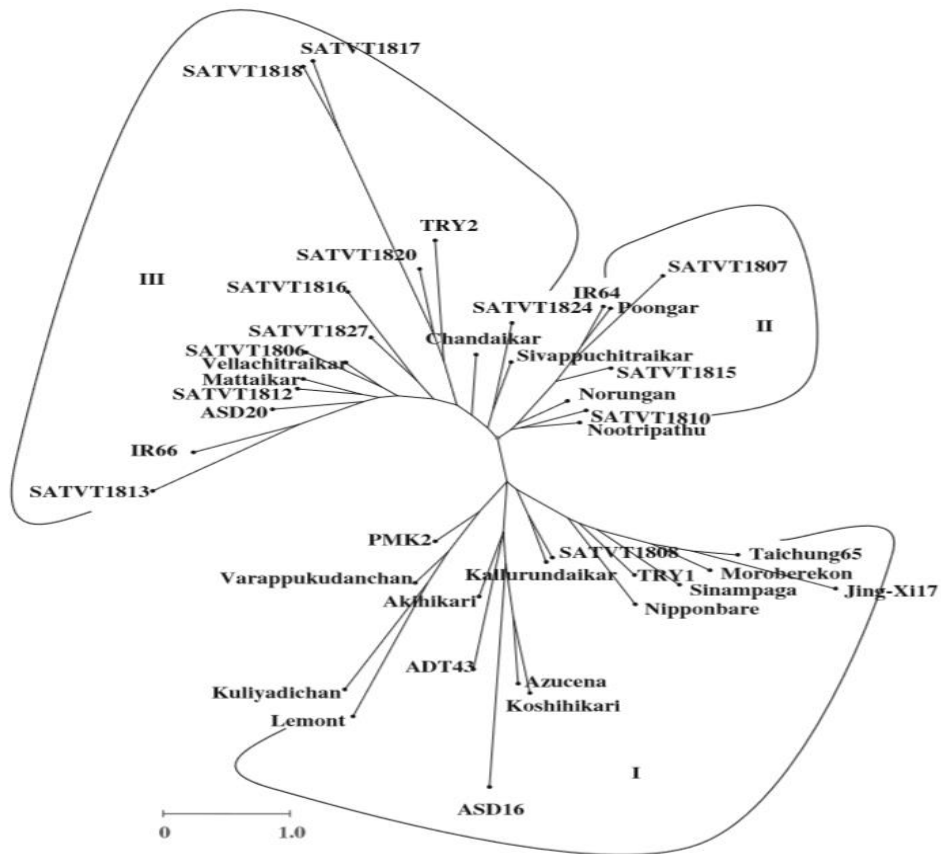 SATVT1817
SATVT1818
TRY2
SATVT1820
SATVT1807
III
SATVT1816
IR64
SATVT1824
Poongar
II
SATVT1827
Chandaikar
SATVT1806
Sivappuchitraikar
Vellachitraikar
SATVT1815
Mattaikar
SATVT1812
Norungan
ASD20
SATVT1810
Nootripathu
IR66
SATVT1813
PMK2
SATVT1808
Taichung65
Varappukudanchan
Kallurundaikar
TRY1
Moroberekon
Sinampaga
Jing-Xi17
Akihikari
Nipponbare
ADT43
Azucena
Kuliyadichan
Koshihikari
Lemont
I
ASD16
0 1.0